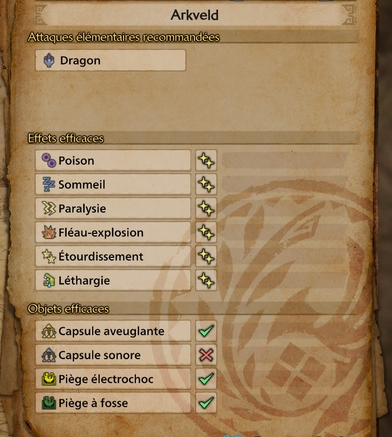 Arkveld
Attaques élémentaires recommandées
Dragon
Effets efficaces
Poison
Sommeil
Paralysie
Fléau-explosion
Étourdissement
Léthargie
Objets efficaces
Capsule aveuglante
Capsule sonore
Piège électrochoc
Piège à fosse